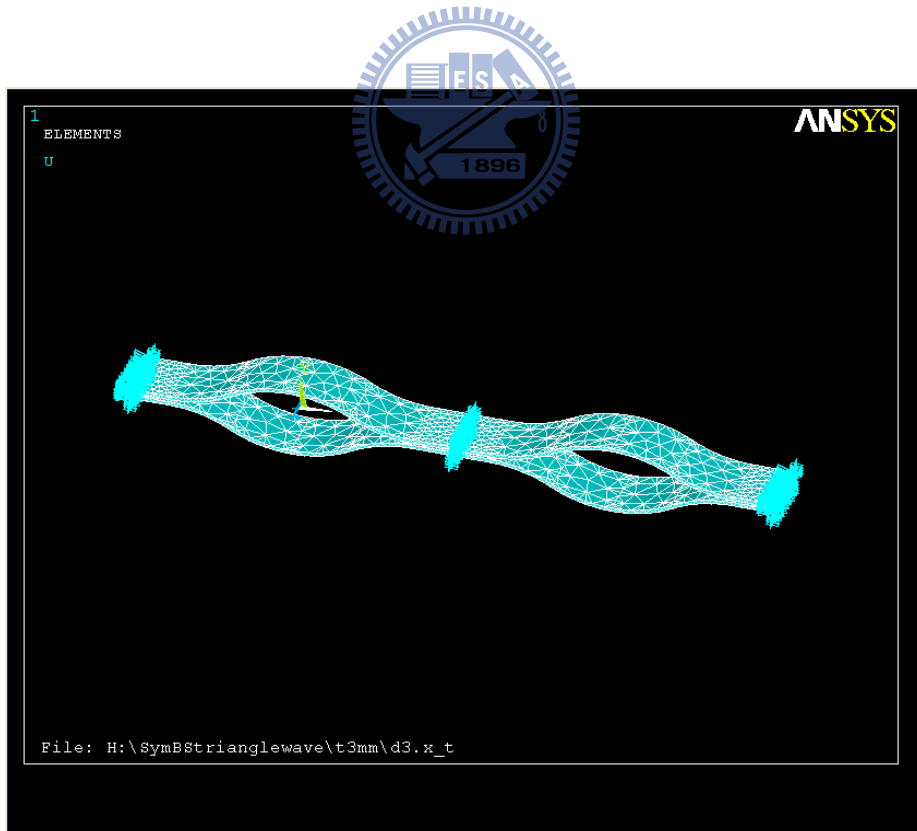 E S A
1896
1
ELEMENTS
ANSYS
U
File: H:\SymBStrianglewave\t3mm\d3.x_t